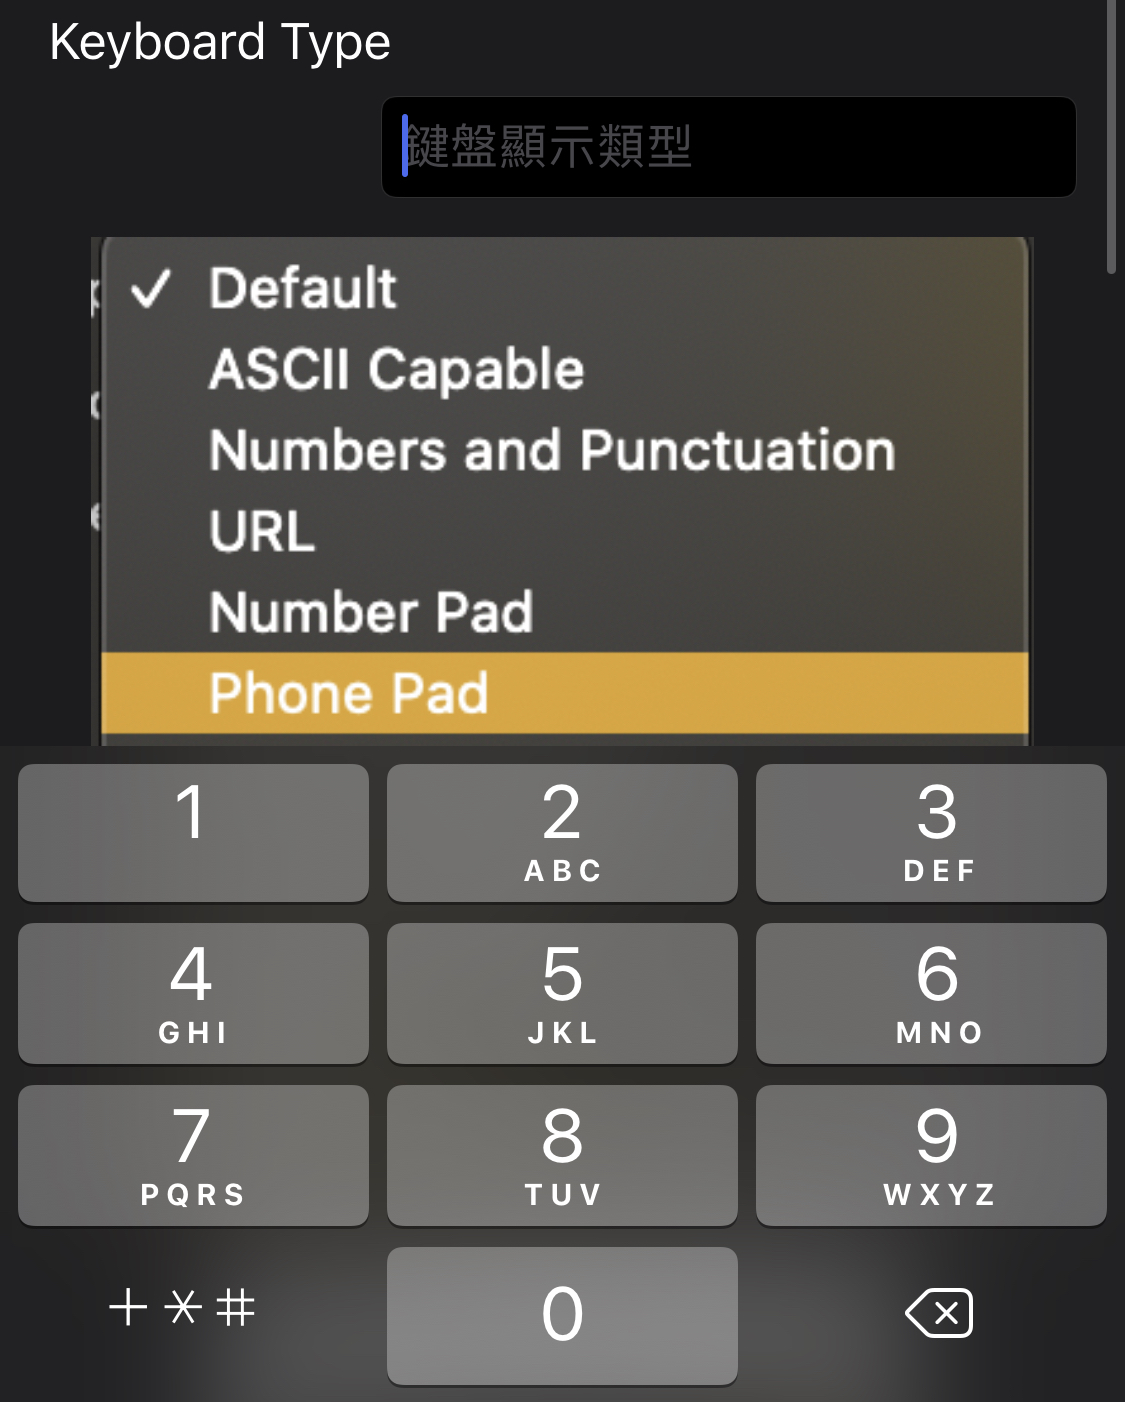 Keyboard Type
鍵盤顯示類型
✓ Default
ASCII Capable
Numbers and Punctuation
URL
Number Pad
Phone Pad
1 2 3
ABC DEF
4 5 6
GHI JKL MNO
7 8 9
PQRS TUV WXYZ
+*# 0